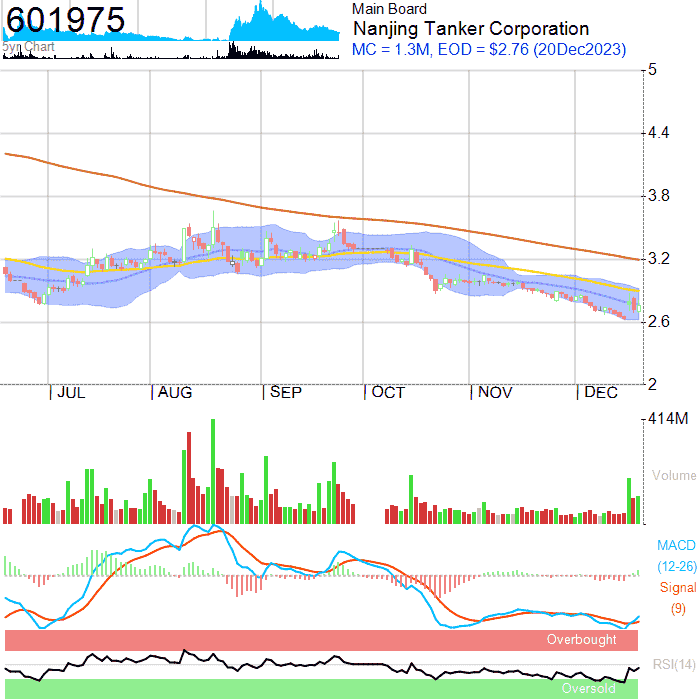 601975
5yr Chart
Main Board
Nanjing Tanker Corporation
MC = 1.3M, EOD = $2.76 (20Dec2023)
5
4.4
3.8
3.2
2.6
2
JUL AUG SEP OCT NOV DEC
414M
Volume
MACD
(12-26)
Signal
(9)
Overbought
RSI(14)
Oversold